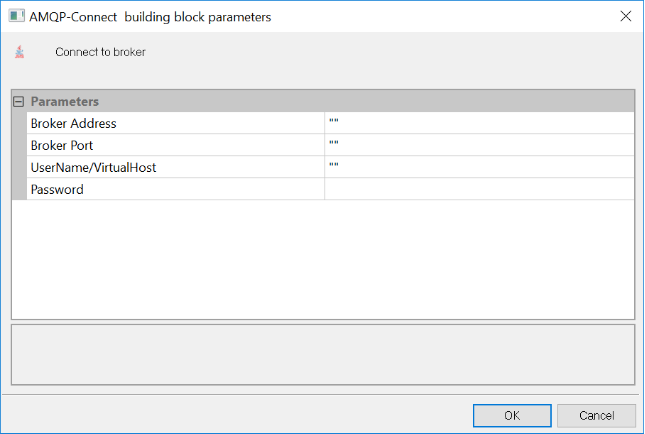 AMQP-Connect building block parameters
Connect to broker
Parameters
Broker Address ""
Broker Port ""
UserName/VirtualHost ""
Password
OK Cancel